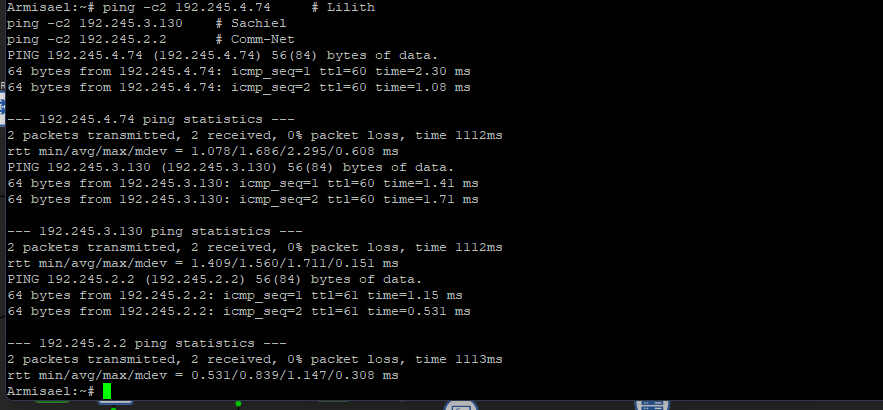 Armisael:~# ping -c2 192.245.4.74     # Lilith
ping -c2 192.245.3.130    # Sachiel
ping -c2 192.245.2.2      # Comm-Net
PING 192.245.4.74 (192.245.4.74) 56(84) bytes of data.
64 bytes from 192.245.4.74: icmp_seq=1 ttl=60 time=2.30 ms
64 bytes from 192.245.4.74: icmp_seq=2 ttl=60 time=1.08 ms

--- 192.245.4.74 ping statistics ---
2 packets transmitted, 2 received, 0% packet loss, time 1112ms
rtt min/avg/max/mdev = 1.078/1.686/2.295/0.608 ms
PING 192.245.3.130 (192.245.3.130) 56(84) bytes of data.
64 bytes from 192.245.3.130: icmp_seq=1 ttl=60 time=1.41 ms
64 bytes from 192.245.3.130: icmp_seq=2 ttl=60 time=1.71 ms

--- 192.245.3.130 ping statistics ---
2 packets transmitted, 2 received, 0% packet loss, time 1112ms
rtt min/avg/max/mdev = 1.409/1.560/1.711/0.151 ms
PING 192.245.2.2 (192.245.2.2) 56(84) bytes of data.
64 bytes from 192.245.2.2: icmp_seq=1 ttl=61 time=1.15 ms
64 bytes from 192.245.2.2: icmp_seq=2 ttl=61 time=0.531 ms

--- 192.245.2.2 ping statistics ---
2 packets transmitted, 2 received, 0% packet loss, time 1113ms
rtt min/avg/max/mdev = 0.531/0.839/1.147/0.308 ms
Armisael:~#